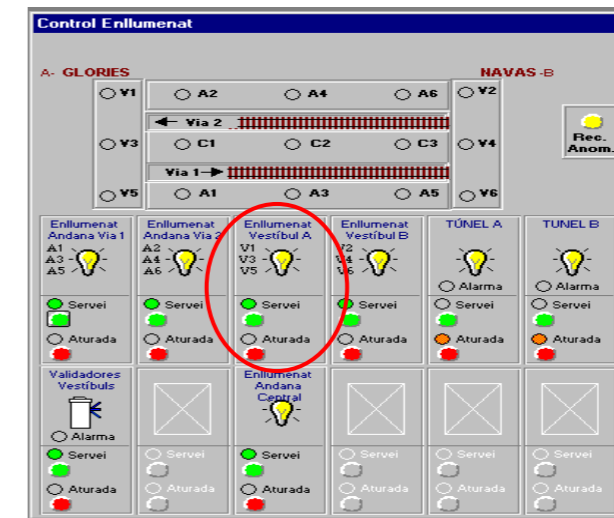 Control Enllumenat
A- GLORIES NAVAS -B
V1 A2 A4 A6 V2
Via 2
V3 C1 C2 C3 V4
Rec.
Anom.
Via 1
V5 A1 A3 A5 V6
Enllumenat Andana Via 1
A1
A3
A5
Servei
Aturada
Enllumenat Andana Via 2
A2
A4
A6
Servei
Aturada
Enllumenat Vestíbul A
V1
V3
V5
Servei
Aturada
Enllumenat Vestíbul B
V2
V4
V6
Servei
Aturada
TÚNEL A
Alarma
Servei
Aturada
TUNEL B
Alarma
Servei
Aturada
Validadores Vestíbuls
Alarma
Servei
Aturada
Servei
Aturada
Enllumenat Andana Central
Servei
Aturada
Servei
Aturada
Servei
Aturada
Servei
Aturada